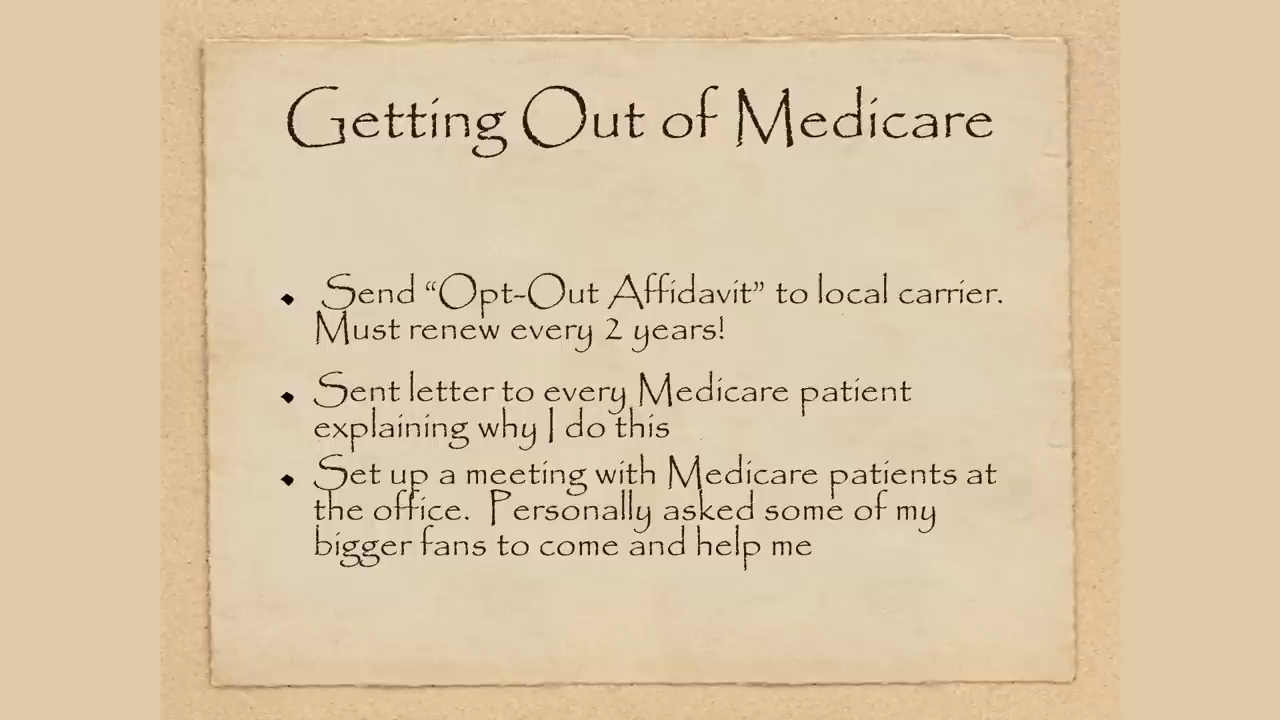 Getting Out of Medicare
Send “Opt-Out Affidavit” to local carrier.
Must renew every 2 years!
Sent letter to every Medicare patient
explaining why I do this
Set up a meeting with Medicare patients at
the office. Personally asked some of my
bigger fans to come and help me